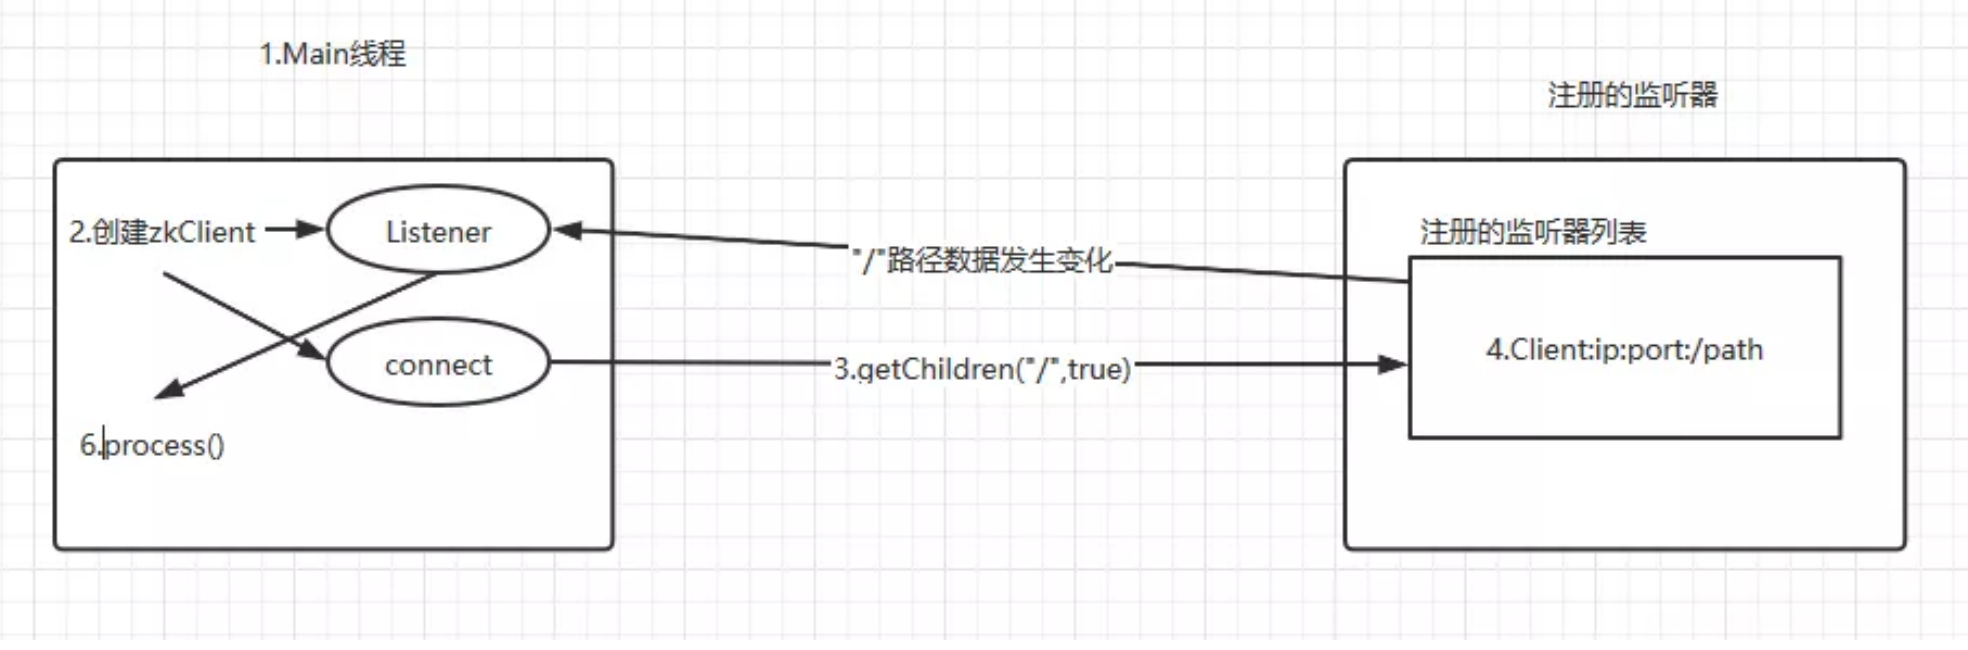 1.Main线程
注册的监听器
2.创建zkClient
Listener
"/"路径数据发生变化
注册的监听器列表
connect
3.getChildren("/",true)
4.Client:ip:port:/path
6.process()